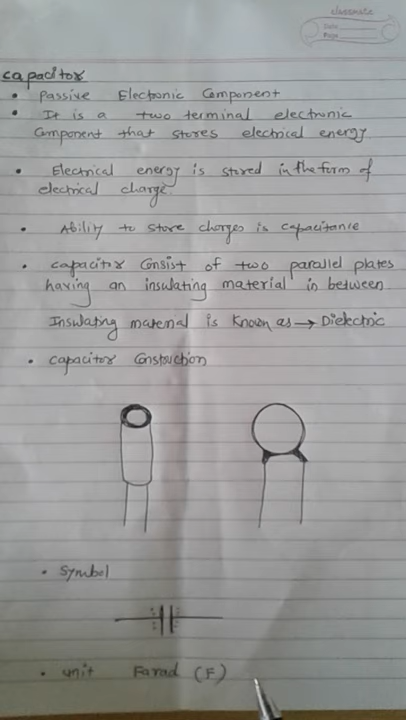 classmate
Date
Page
capacitor
• Passive Electronic Component
• It is a two terminal electronic
Component that stores electrical energy
• Electrical energy is stored in the form of
electrical charge.
• Ability to store charges is capacitance
• capacitor Consist of two parallel plates
having an insulating material in between
Insulating material is known as → Dielectric
• capacitor Construction
• Symbol
• unit Farad (F)